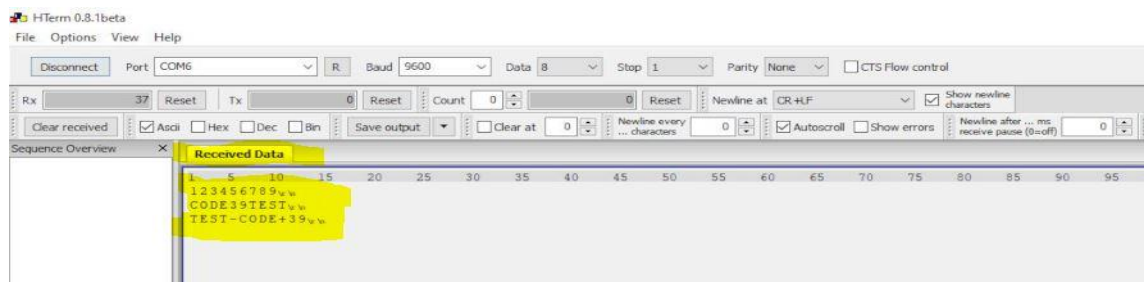 HTerm 0.8.1beta
File Options View Help
Disconnect Port COM6 R Baud 9600 Data 8 Stop 1 Parity None CTS Flow control
Rx 37 Reset Tx 0 Reset Count 0 0 Reset Newline at CR+LF Show newline characters
Clear received Ascii Hex Dec Bin Save output Clear at 0 Newline every ... characters 0 Autoscroll Show errors Newline after ... ms receive pause (0=off) 0
Sequence Overview × Received Data
1 5 10 15 20 25 30 35 40 45 50 55 60 65 70 75 80 85 90 95
123456789
CODE39TEST
TEST-CODE+39